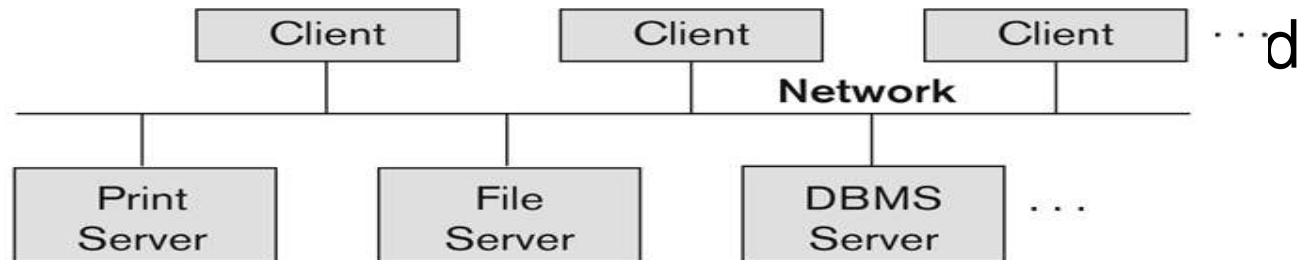 Client Client Client . . . d
Network
Print File DBMS . . .
Server Server Server